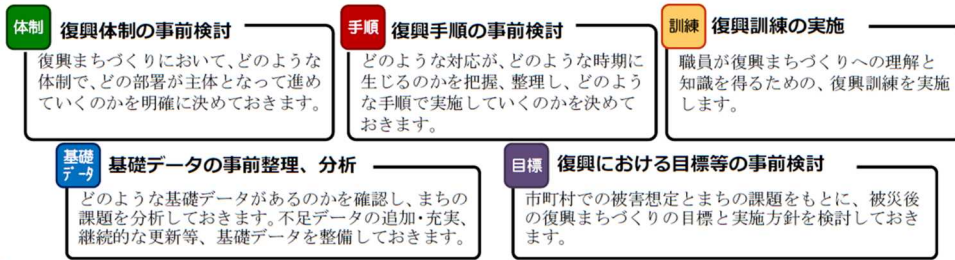 体制
復興体制の事前検討
復興まちづくりにおいて、どのような
体制で、どの部署が主体となって進め
ていくのかを明確に決めておきます。
手順
復興手順の事前検討
どのような対応が、どのような時期に
生じるのかを把握、整理し、どのよう
な手順で実施していくのかを決めて
おきます。
訓練
復興訓練の実施
職員が復興まちづくりへの理解と
知識を得るための、復興訓練を実施
します。
基礎
データ
基礎データの事前整理、分析
どのような基礎データがあるのかを確認し、まちの
課題を分析しておきます。不足データの追加・充実、
継続的な更新等、基礎データを整備しておきます。
目標
復興における目標等の事前検討
市町村での被害想定とまちの課題をもとに、被災後
の復興まちづくりの目標と実施方針を検討しておき
ます。